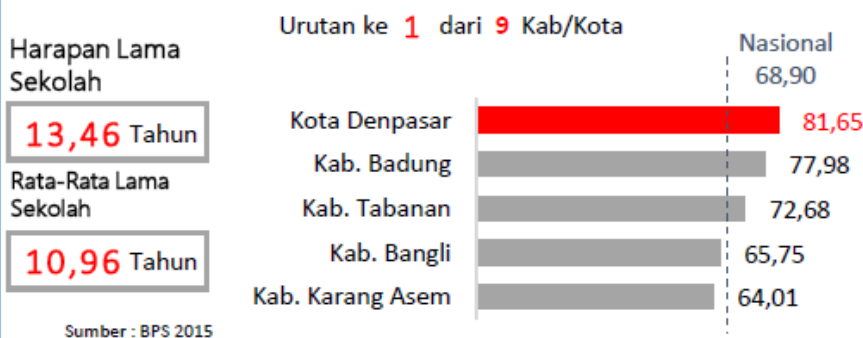 Urutan ke 1 dari 9 Kab/Kota
Harapan Lama
Sekolah
13,46 Tahun
Rata-Rata Lama
Sekolah
10,96 Tahun
Sumber : BPS 2015
Nasional
68,90
Kota Denpasar 81,65
Kab. Badung 77,98
Kab. Tabanan 72,68
Kab. Bangli 65,75
Kab. Karang Asem 64,01